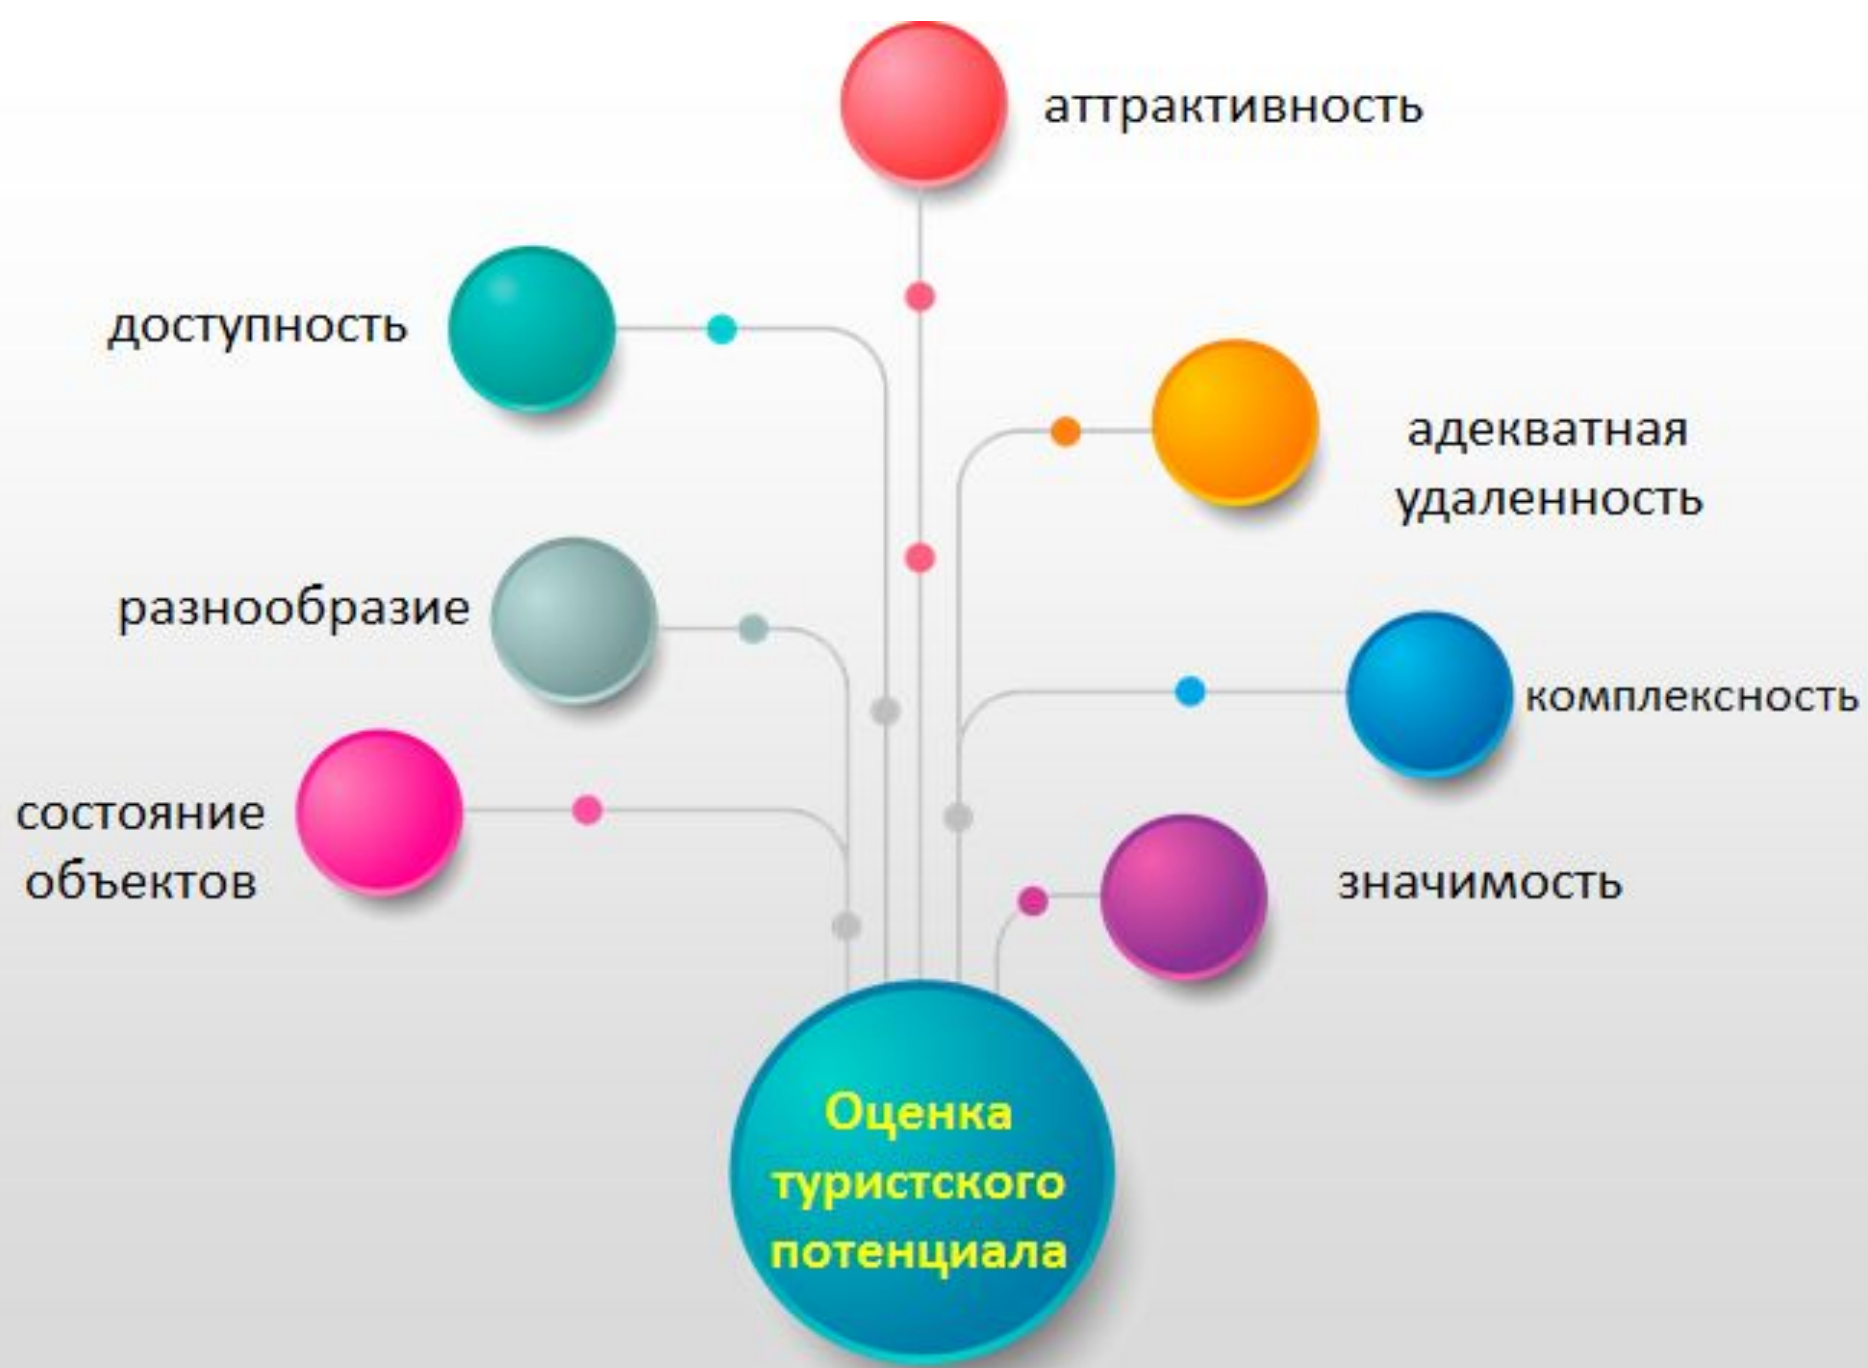 аттрактивность
доступность
адекватная
удаленность
разнообразие
комплексность
состояние
объектов
значимость
Оценка
туристского
потенциала